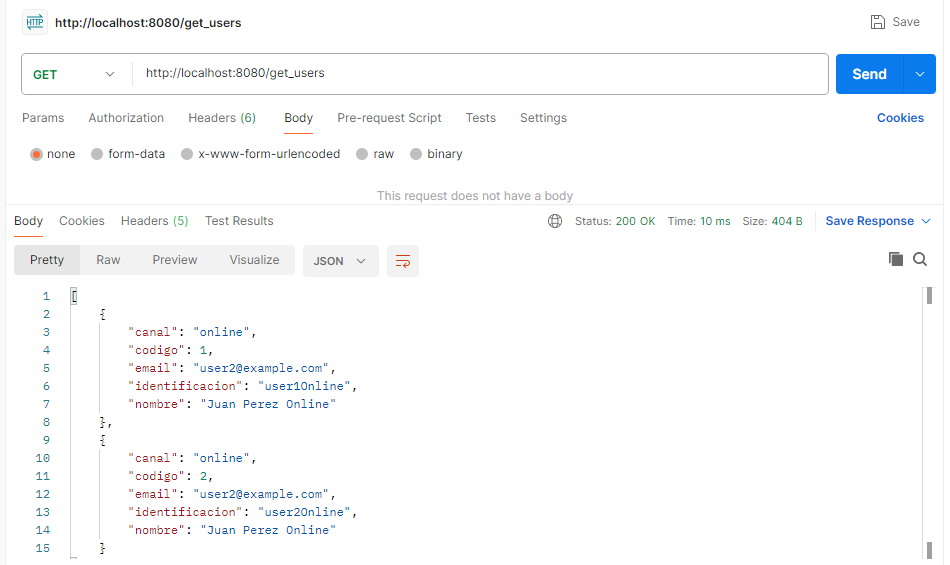 HTTP http://localhost:8080/get_users Save
GET http://localhost:8080/get_users Send
Params Authorization Headers (6) Body Pre-request Script Tests Settings Cookies
none form-data x-www-form-urlencoded raw binary
This request does not have a body
Body Cookies Headers (5) Test Results Status: 200 OK Time: 10 ms Size: 404 B Save Response
Pretty Raw Preview Visualize JSON
1 [
2 {
3 "canal": "online",
4 "codigo": 1,
5 "email": "user2@example.com",
6 "identificacion": "user1Online",
7 "nombre": "Juan Perez Online"
8 },
9 {
10 "canal": "online",
11 "codigo": 2,
12 "email": "user2@example.com",
13 "identificacion": "user2Online",
14 "nombre": "Juan Perez Online"
15 }